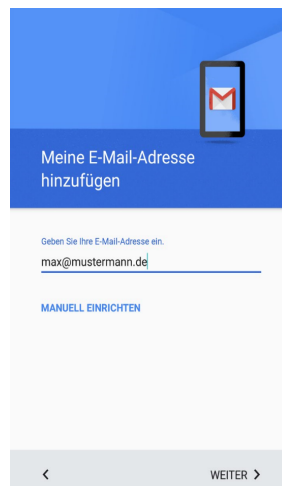 Meine E-Mail-Adresse
hinzufügen
Geben Sie Ihre E-Mail-Adresse ein.
max@mustermann.de
MANUELL EINRICHTEN
WEITER